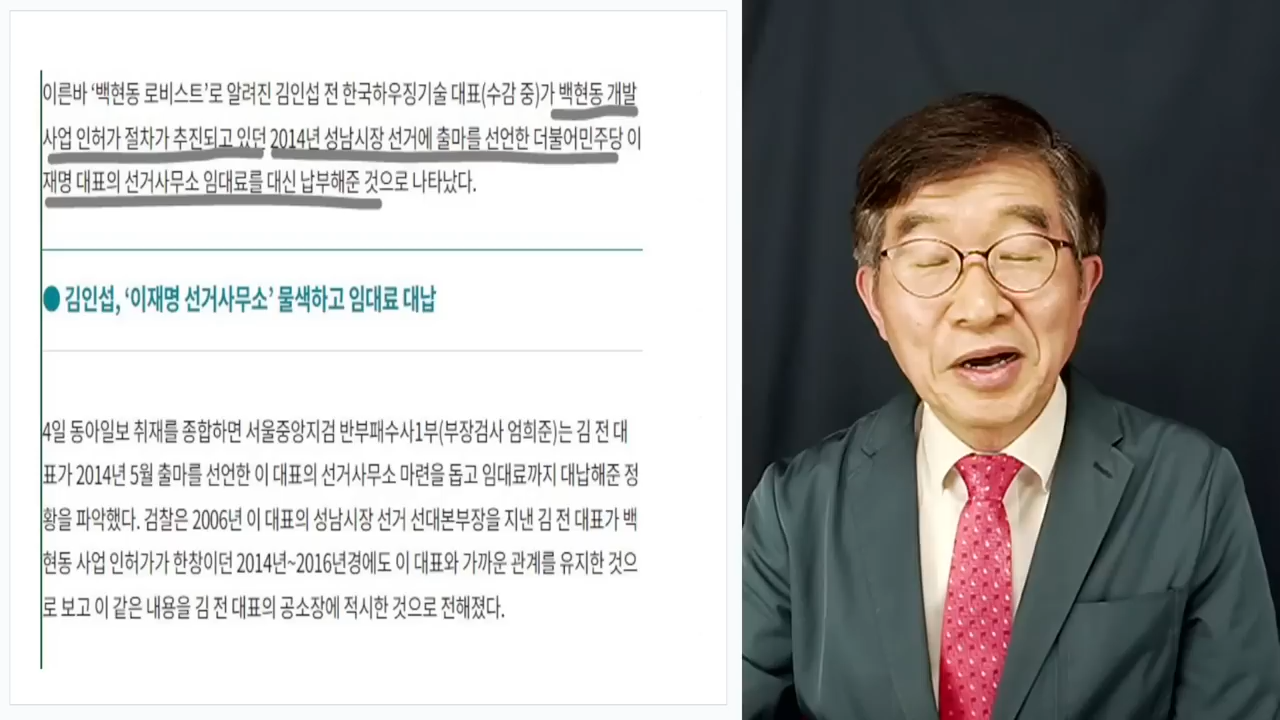 이른바 ‘백현동 로비스트’로 알려진 김인섭 전 한국하우징기술 대표(수감 중)가 백현동 개발
사업 인허가 절차가 추진되고 있던 2014년 성남시장 선거에 출마를 선언한 더불어민주당 이
재명 대표의 선거사무소 임대료를 대신 납부해준 것으로 나타났다.
● 김인섭, ‘이재명 선거사무소’ 물색하고 임대료 대납
4일 동아일보 취재를 종합하면 서울중앙지검 반부패수사1부(부장검사 엄희준)는 김 전 대
표가 2014년 5월 출마를 선언한 이 대표의 선거사무소 마련을 돕고 임대료까지 대납해준 정
황을 파악했다. 검찰은 2006년 이 대표의 성남시장 선거 선대본부장을 지낸 김 전 대표가 백
현동 사업 인허가가 한창이던 2014년~2016년경에도 이 대표와 가까운 관계를 유지한 것으
로 보고 이 같은 내용을 김 전 대표의 공소장에 적시한 것으로 전해졌다.